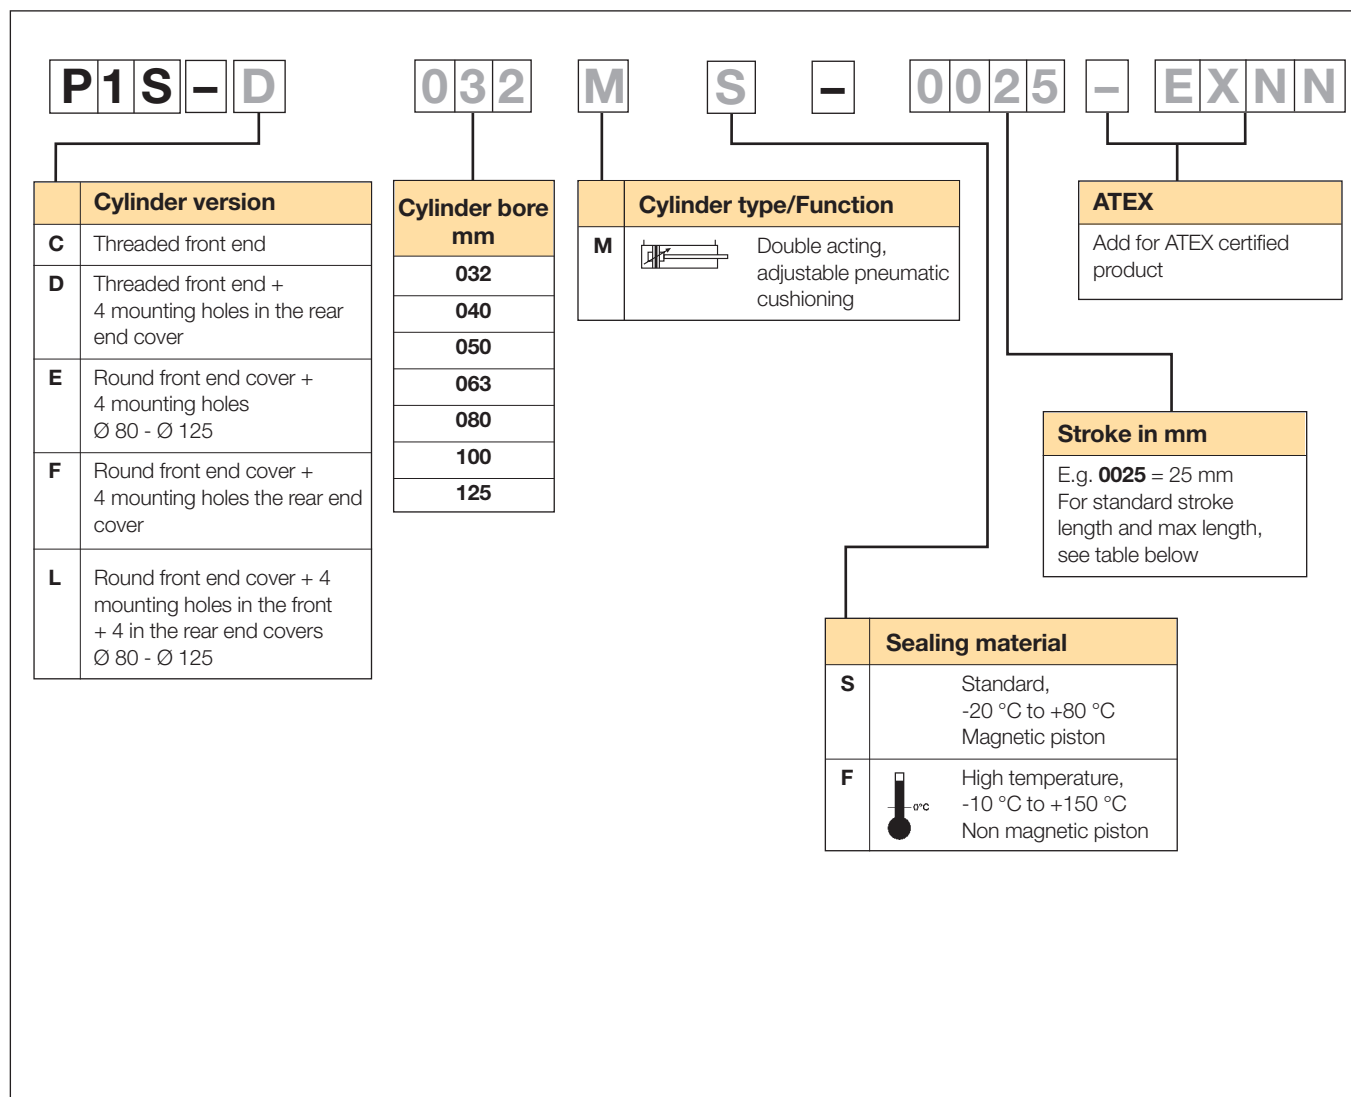 P1S-D 032 M S - 0025 - EXNN
Cylinder version
C Threaded front end
D Threaded front end +
4 mounting holes in the rear
end cover
E Round front end cover +
4 mounting holes
Ø 80 - Ø 125
F Round front end cover +
4 mounting holes the rear end
cover
L Round front end cover + 4
mounting holes in the front
+ 4 in the rear end covers
Ø 80 - Ø 125
Cylinder bore
mm
032
040
050
063
080
100
125
Cylinder type/Function
M Double acting,
adjustable pneumatic
cushioning
ATEX
Add for ATEX certified
product
Stroke in mm
E.g. 0025 = 25 mm
For standard stroke
length and max length,
see table below
Sealing material
S Standard,
-20 °C to +80 °C
Magnetic piston
F High temperature,
0°C -10 °C to +150 °C
Non magnetic piston